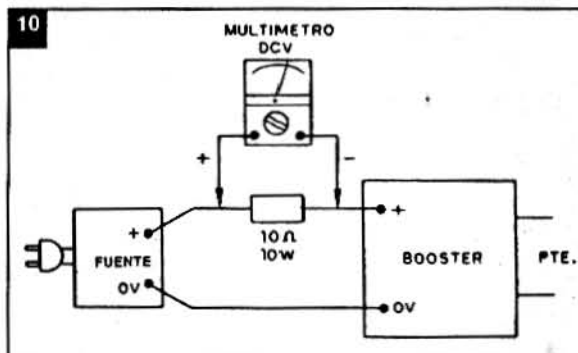 10
MULTIMETRO
DCV
+
-
+
FUENTE
0V
10Ω
10W
+
BOOSTER
0V
PTE.